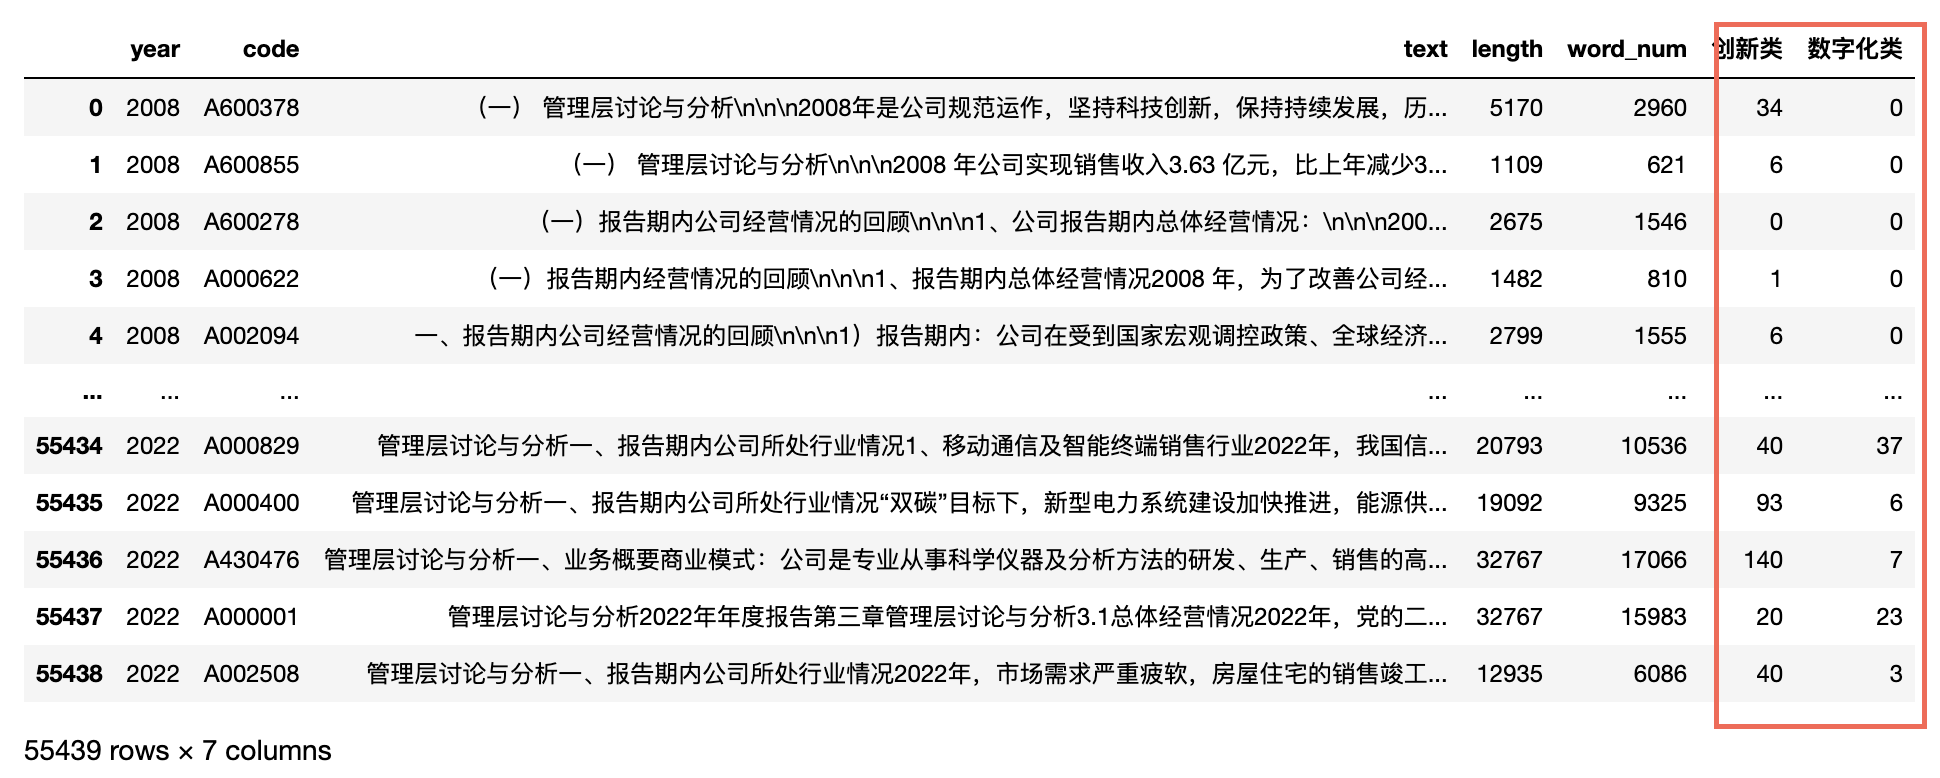 year code text length word_num 创新类 数字化类
0 2008 A600378 （一） 管理层讨论与分析\n\n\n2008年是公司规范运作，坚持科技创新，保持持续发展，历... 5170 2960 34 0
1 2008 A600855 （一） 管理层讨论与分析\n\n\n2008 年公司实现销售收入3.63 亿元，比上年减少3... 1109 621 6 0
2 2008 A600278 （一）报告期内公司经营情况的回顾\n\n\n1、公司报告期内总体经营情况：\n\n\n200... 2675 1546 0 0
3 2008 A000622 （一）报告期内经营情况的回顾\n\n\n1、报告期内总体经营情况2008 年，为了改善公司经... 1482 810 1 0
4 2008 A002094 一、报告期内公司经营情况的回顾\n\n\n1）报告期内：公司在受到国家宏观调控政策、全球经济... 2799 1555 6 0
... ... ... ... ... ... ... ...
55434 2022 A000829 管理层讨论与分析一、报告期内公司所处行业情况1、移动通信及智能终端销售行业2022年，我国信... 20793 10536 40 37
55435 2022 A000400 管理层讨论与分析一、报告期内公司所处行业情况“双碳”目标下，新型电力系统建设加快推进，能源供... 19092 9325 93 6
55436 2022 A430476 管理层讨论与分析一、业务概要商业模式：公司是专业从事科学仪器及分析方法的研发、生产、销售的高... 32767 17066 140 7
55437 2022 A000001 管理层讨论与分析2022年年度报告第三章管理层讨论与分析3.1总体经营情况2022年，党的二... 32767 15983 20 23
55438 2022 A002508 管理层讨论与分析一、报告期内公司所处行业情况2022年，市场需求严重疲软，房屋住宅的销售竣工... 12935 6086 40 3
55439 rows × 7 columns